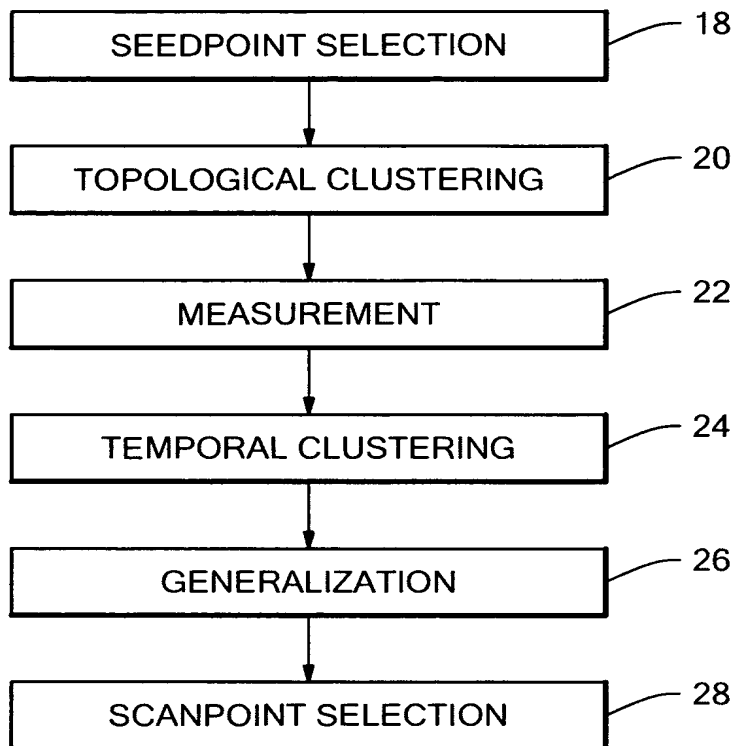 SEEDPOINT SELECTION 18
TOPOLOGICAL CLUSTERING 20
MEASUREMENT 22
TEMPORAL CLUSTERING 24
GENERALIZATION 26
SCANPOINT SELECTION 28